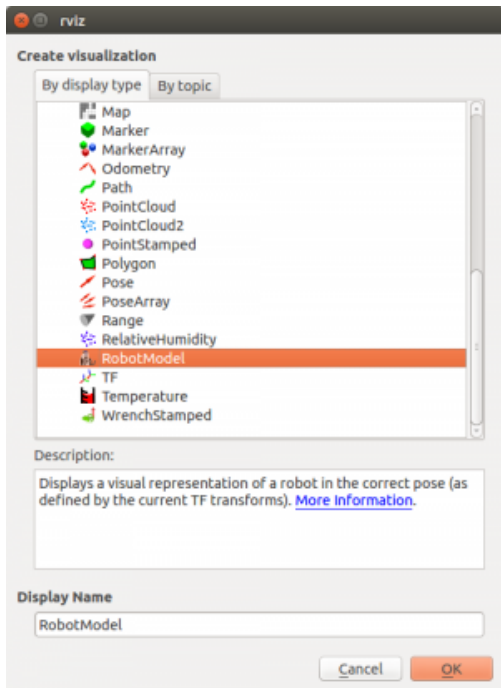 rviz
Create visualization
By display type
By topic
Map
Marker
MarkerArray
Odometry
Path
PointCloud
PointCloud2
PointStamped
Polygon
Pose
PoseArray
Range
RelativeHumidity
RobotModel
TF
Temperature
WrenchStamped
Description:
Displays a visual representation of a robot in the correct pose (as
defined by the current TF transforms). More Information.
Display Name
RobotModel
Cancel
OK